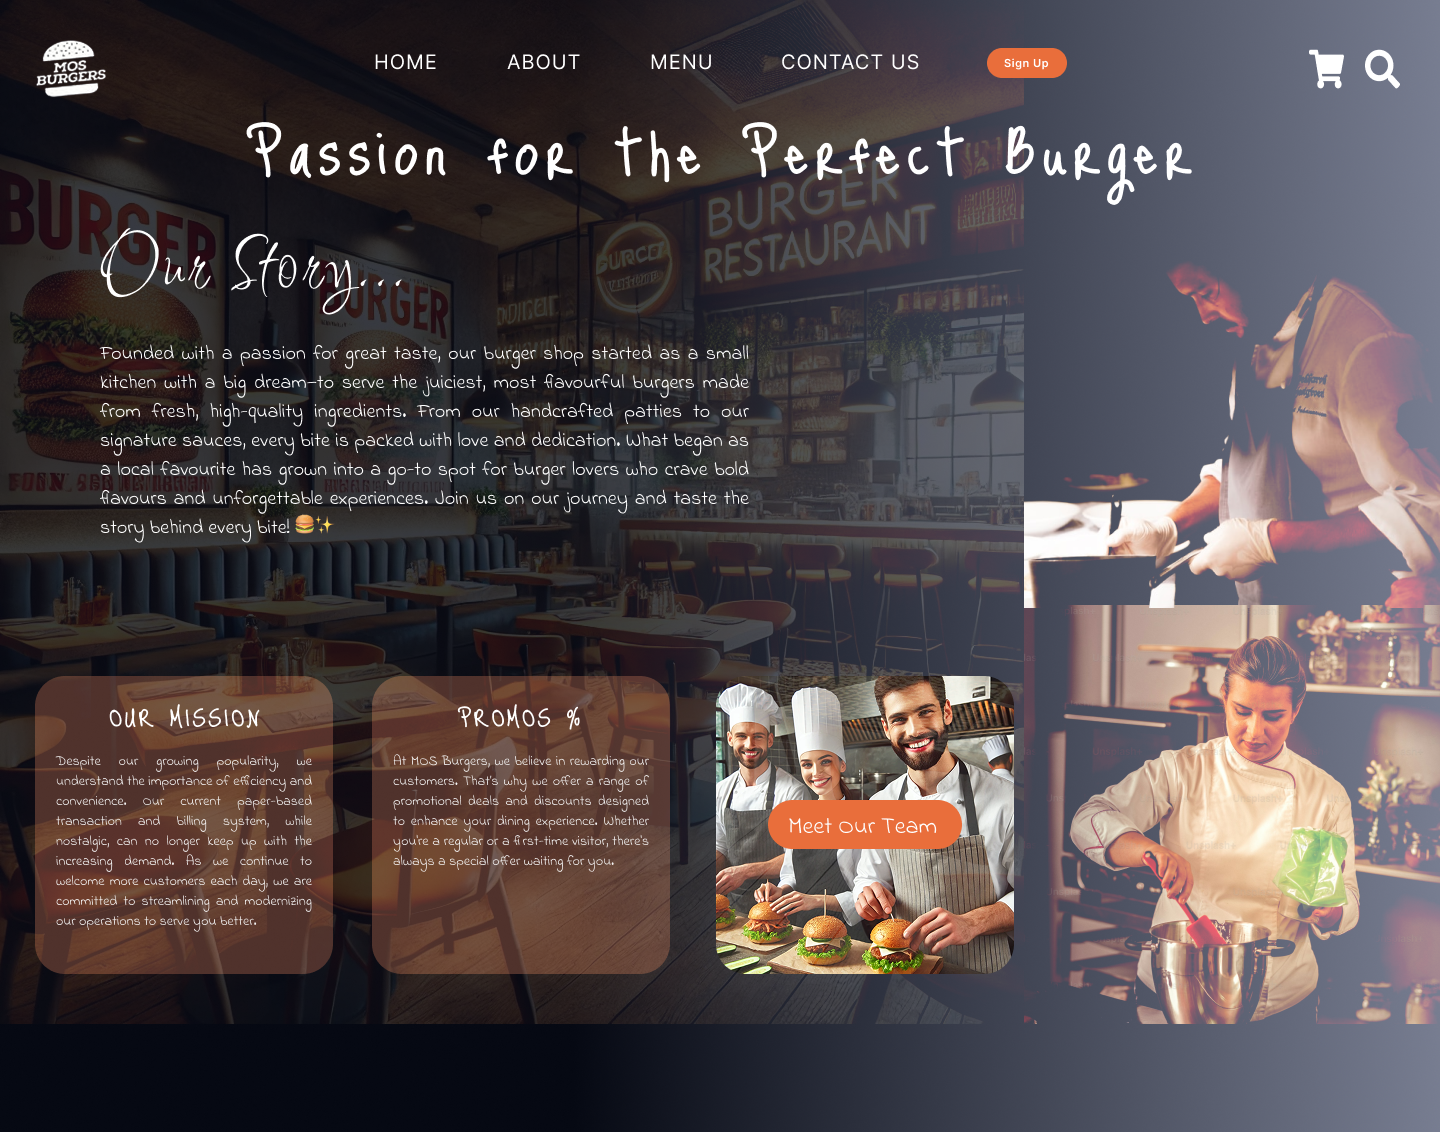 MOS
BURGERS
HOME ABOUT MENU CONTACT US Sign Up
Passion for the Perfect Burger
BURGER
RESTAURANT
BURGER
BURGER
Our Story...
Founded with a passion for great taste, our burger shop started as a small
kitchen with a big dream–to serve the juiciest, most flavourful burgers made
from fresh, high-quality ingredients. From our handcrafted patties to our
signature sauces, every bite is packed with love and dedication. What began as
a local favourite has grown into a go-to spot for burger lovers who crave bold
flavours and unforgettable experiences. Join us on our journey and taste the
story behind every bite! 🍔✨
OUR MISSION
Despite our growing popularity, we
understand the importance of efficiency and
convenience. Our current paper-based
transaction and billing system, while
nostalgic, can no longer keep up with the
increasing demand. As we continue to
welcome more customers each day, we are
committed to streamlining and modernizing
our operations to serve you better.
PROMOS %
At MOS Burgers, we believe in rewarding our
customers. That's why we offer a range of
promotional deals and discounts designed
to enhance your dining experience. Whether
you're a regular or a first-time visitor, there's
always a special offer waiting for you.
Meet Our Team